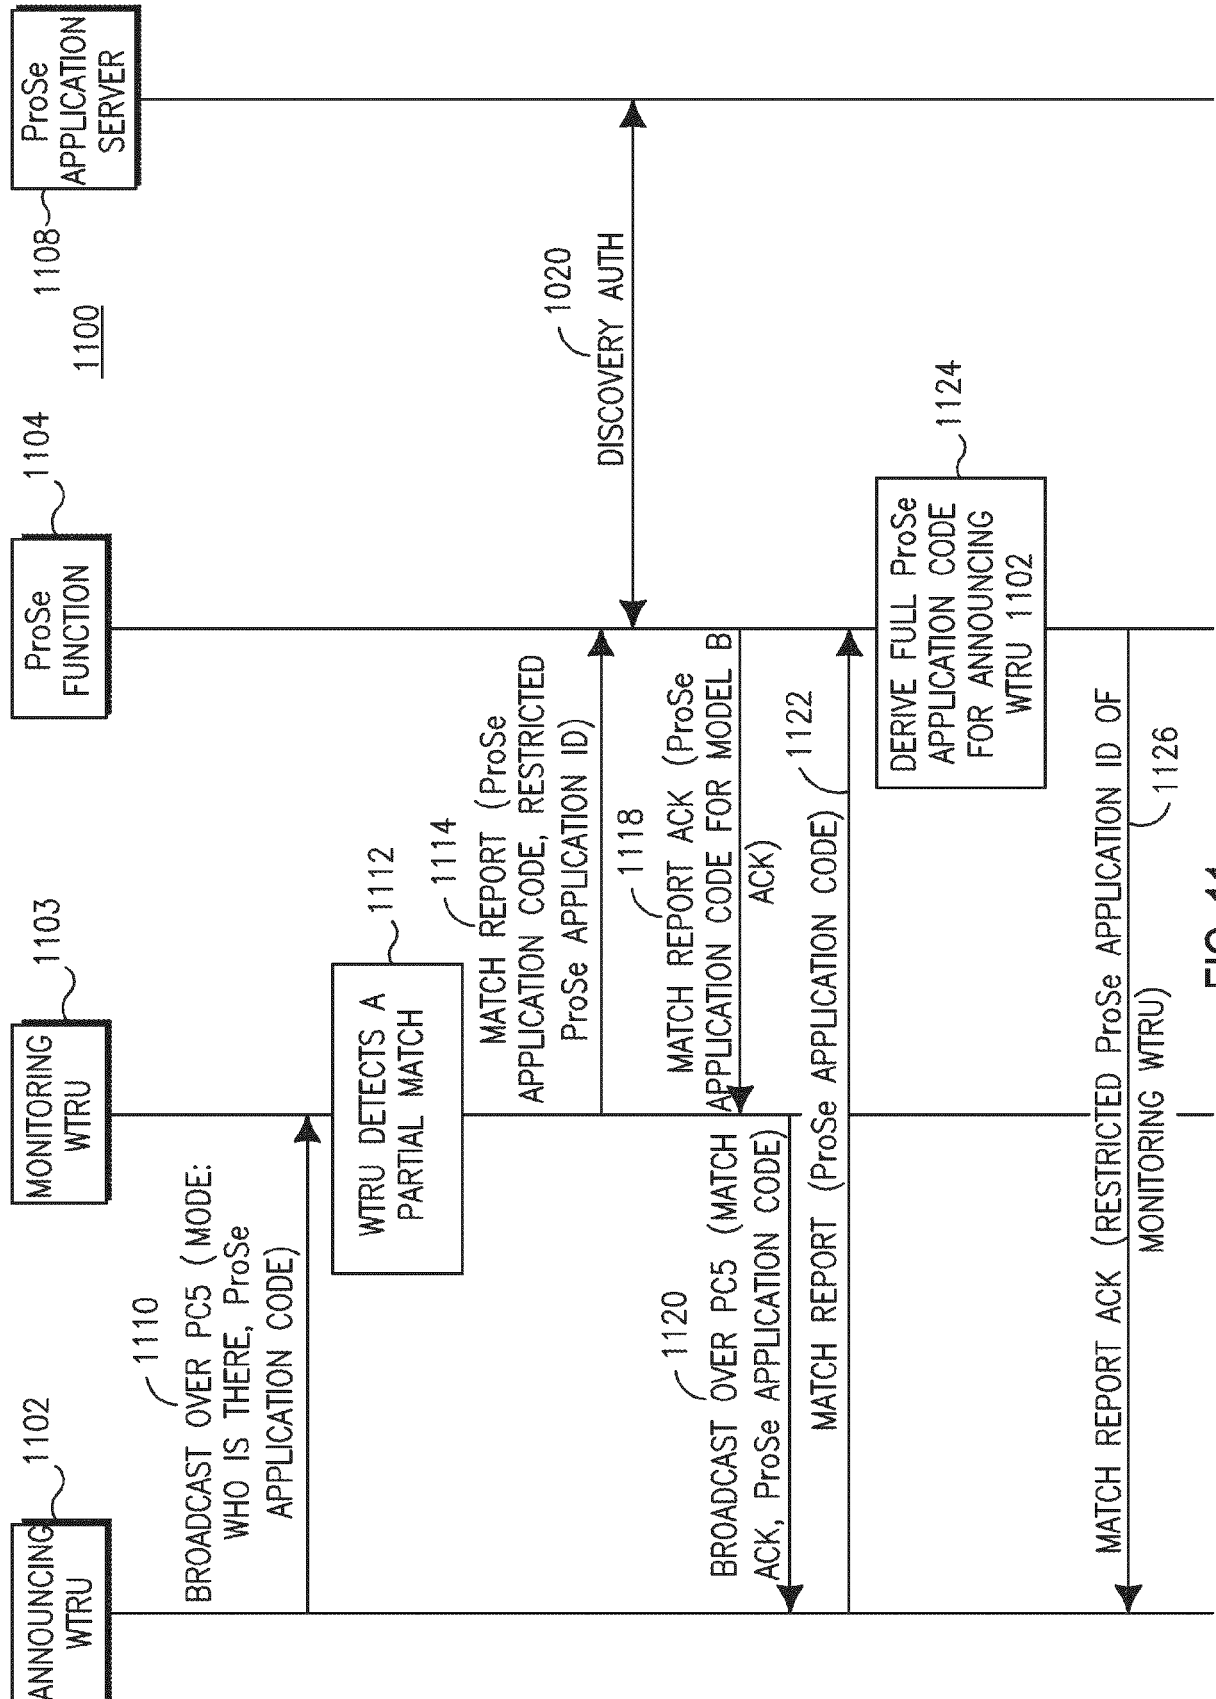 ANNOUNCING
WTRU
1102
MONITORING
WTRU
1103
ProSe
FUNCTION
1104
1100
ProSe
APPLICATION
SERVER
1108
1110
BROADCAST OVER PC5 (MODE:
WHO IS THERE, ProSe
APPLICATION CODE)
WTRU DETECTS A
PARTIAL MATCH
1112
1114
MATCH REPORT (ProSe
APPLICATION CODE, RESTRICTED
ProSe APPLICATION ID)
1020
DISCOVERY AUTH
1118
MATCH REPORT ACK (ProSe
APPLICATION CODE FOR MODEL B
ACK)
1120
BROADCAST OVER PC5 (MATCH
ACK, ProSe APPLICATION CODE)
MATCH REPORT (ProSe APPLICATION CODE)
1122
DERIVE FULL ProSe
APPLICATION CODE
FOR ANNOUNCING
WTRU 1102
1124
MATCH REPORT ACK (RESTRICTED ProSe APPLICATION ID OF
MONITORING WTRU)
1126
FIG. 11